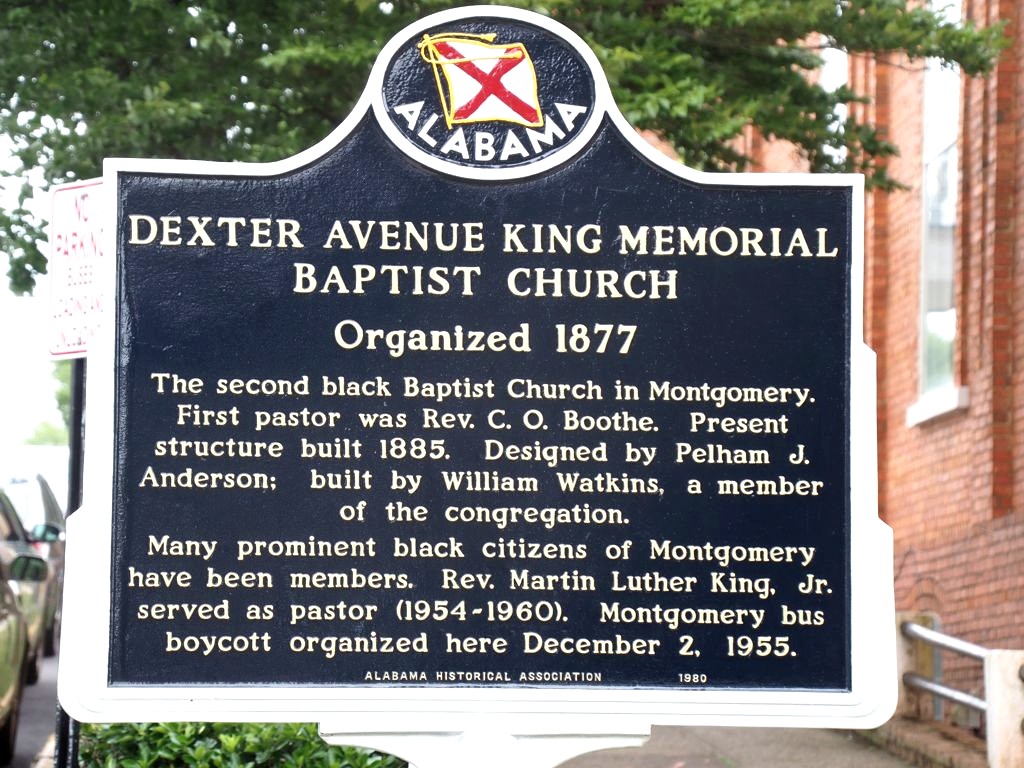 ALABAMA
DEXTER AVENUE KING MEMORIAL
BAPTIST CHURCH
Organized 1877
The second black Baptist Church in Montgomery.
First pastor was Rev. C. O. Boothe. Present
structure built 1885. Designed by Pelham J.
Anderson; built by William Watkins, a member
of the congregation.
Many prominent black citizens of Montgomery
have been members. Rev. Martin Luther King, Jr.
served as pastor (1954-1960). Montgomery bus
boycott organized here December 2, 1955.
ALABAMA HISTORICAL ASSOCIATION 1980
NO
PARKING